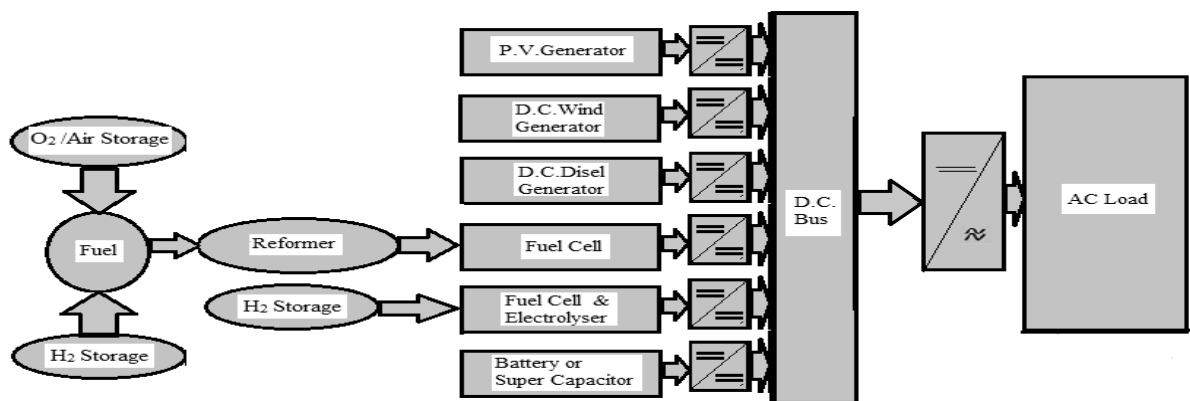 P.V.Generator
D.C.Wind
Generator
O2 /Air Storage
D.C.Disel
Generator
D.C.
Bus
AC Load
Fuel
Reformer
Fuel Cell
H2 Storage
Fuel Cell &
Electrolyser
H2 Storage
Battery or
Super Capacitor